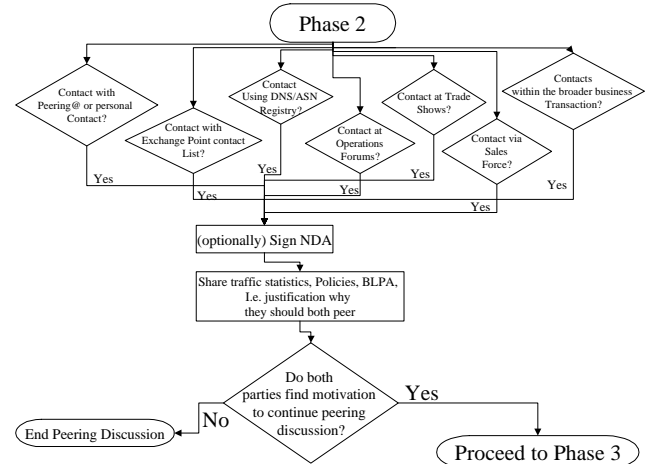 Phase 2
Contact with
Peering@ or personal
Contact?
Contact with
Exchange Point contact
List?
Contact
Using DNS/ASN
Registry?
Contact at
Operations
Forums?
Contact at Trade
Shows?
Contact via
Sales
Force?
Contacts
within the broader business
Transaction?
Yes
Yes
Yes
Yes
Yes
Yes
Yes
(optionally) Sign NDA
Share traffic statistics, Policies, BLPA,
I.e. justification why
they should both peer
Do both
parties find motivation
to continue peering
discussion?
No
Yes
End Peering Discussion
Proceed to Phase 3